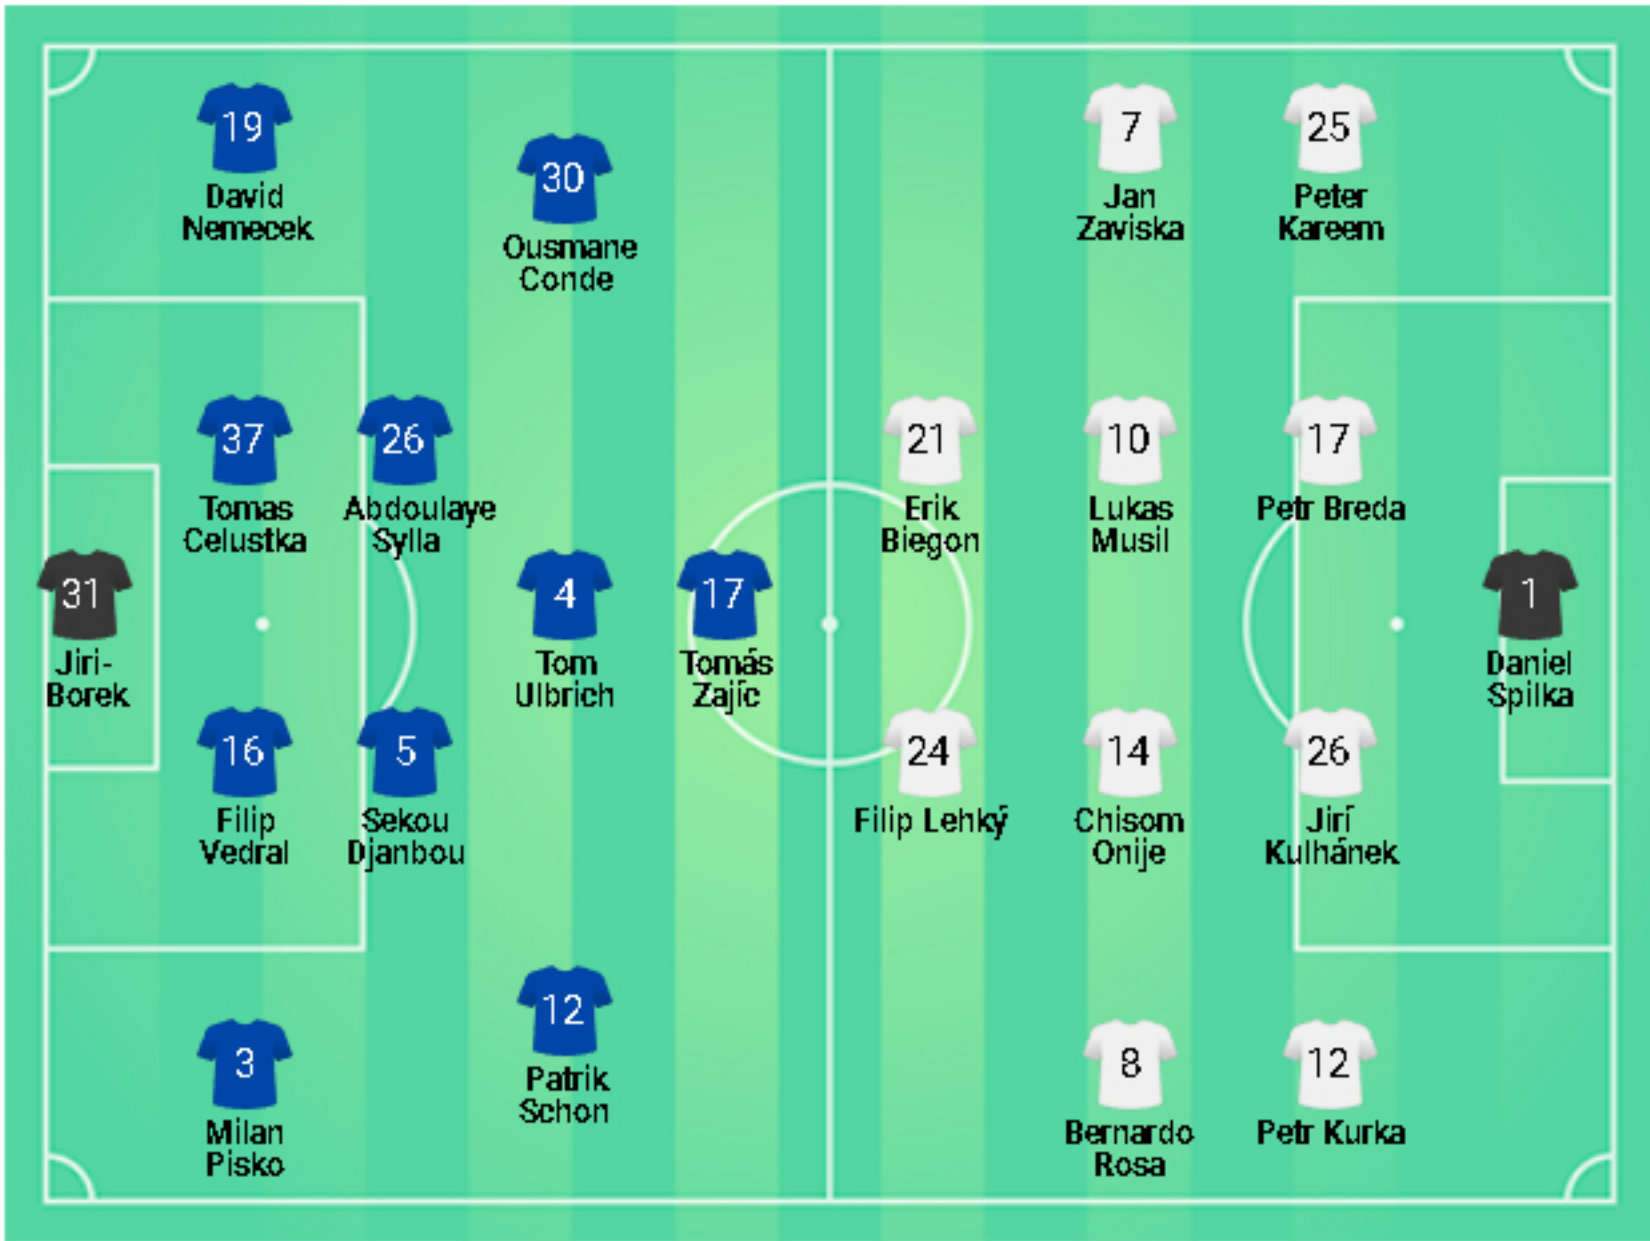 19
David
Nemecek
30
Ousmane
Conde
7
Jan
Zaviska
25
Peter
Kareem
37
Tomas
Celustka
26
Abdoulaye
Sylla
21
Erik
Biegon
10
Lukas
Musil
17
Petr Breda
31
Jiri-
Borek
4
Tom
Ulbrich
17
Tomás
Zajíc
1
Daniel
Spilka
16
Filip
Vedral
5
Sekou
Djanbou
24
Filip Lehký
14
Chisom
Onije
26
Jirí
Kulhánek
3
Milan
Pisko
12
Patrik
Schon
8
Bernardo
Rosa
12
Petr Kurka